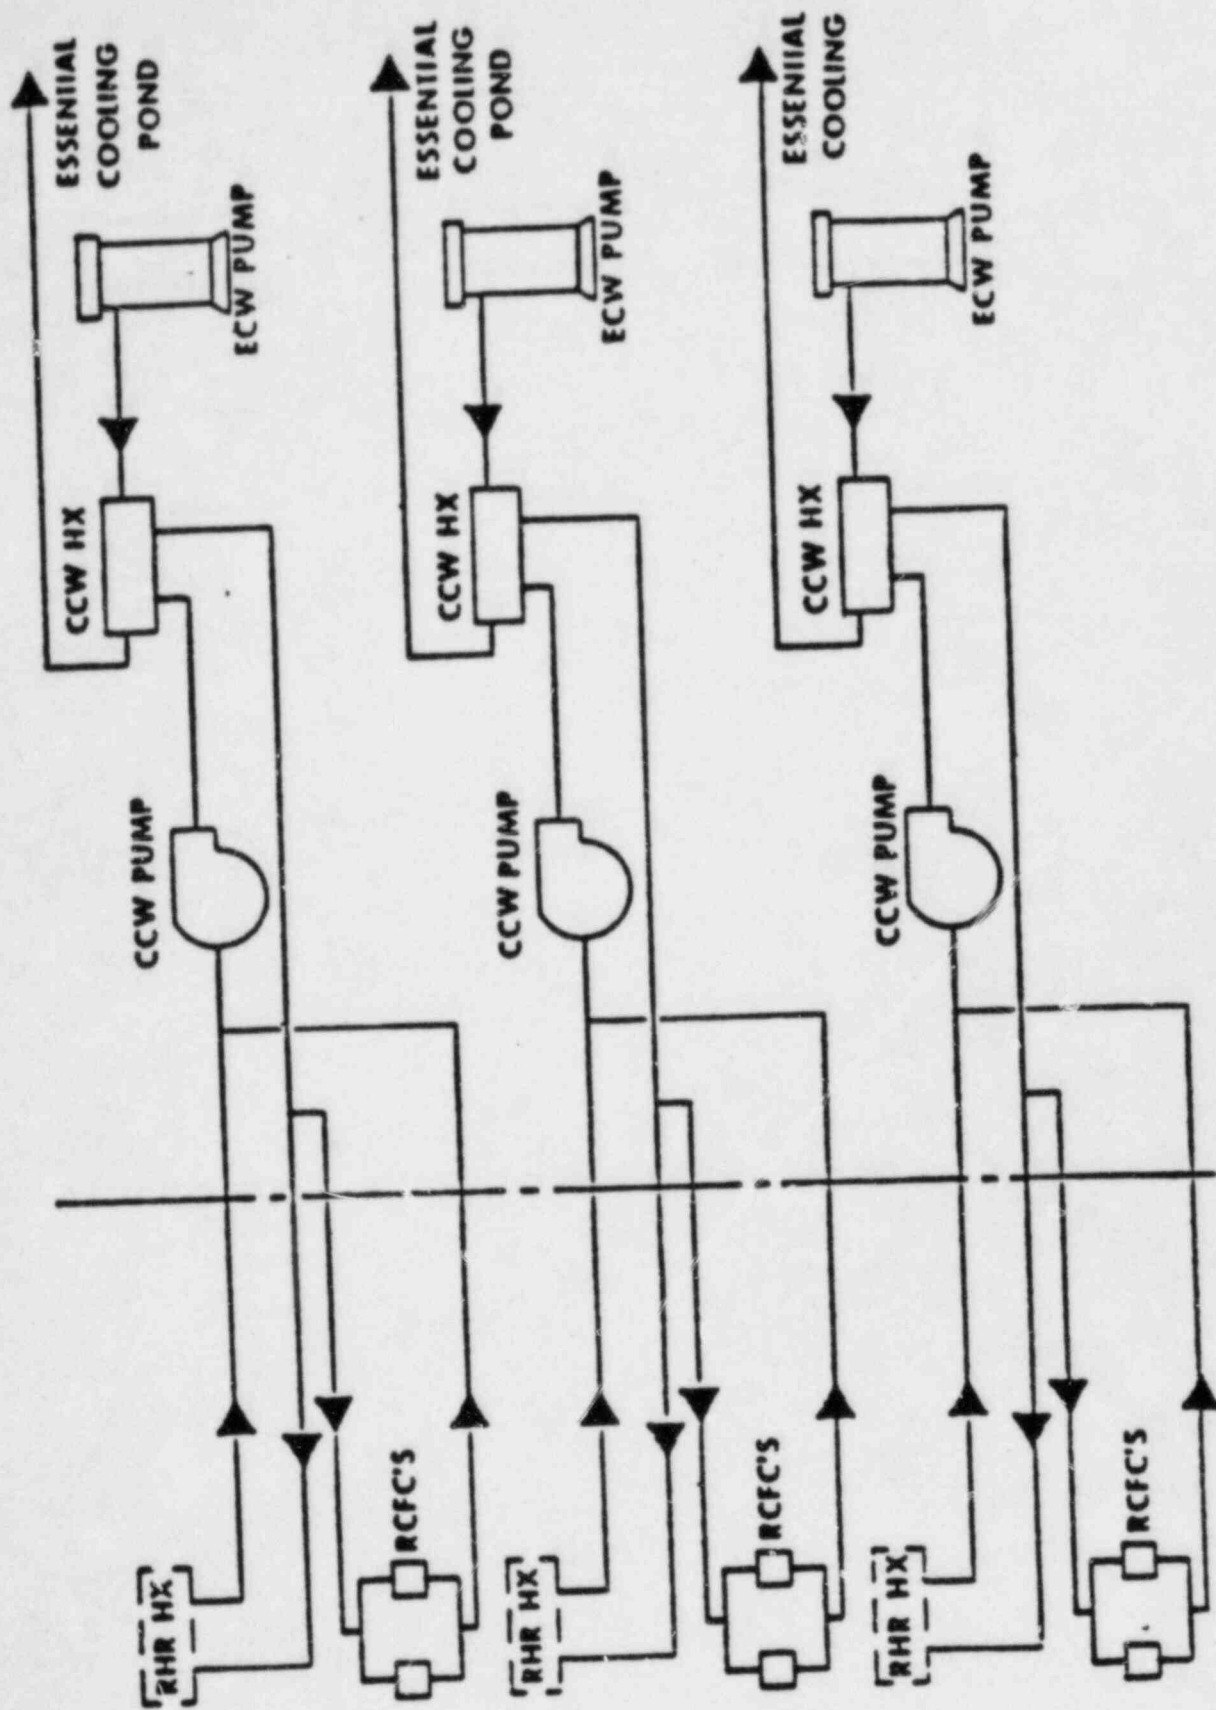 ESSENTIAL
COOLING
POND
ECW PUMP
CCW HX
CCW PUMP
RHR HX
RCFC'S
ESSENTIAL
COOLING
POND
ECW PUMP
CCW HX
CCW PUMP
RHR HX
RCFC'S
ESSENTIAL
COOLING
ECW PUMP
CCW HX
CCW PUMP
RHR HX
RCFC'S